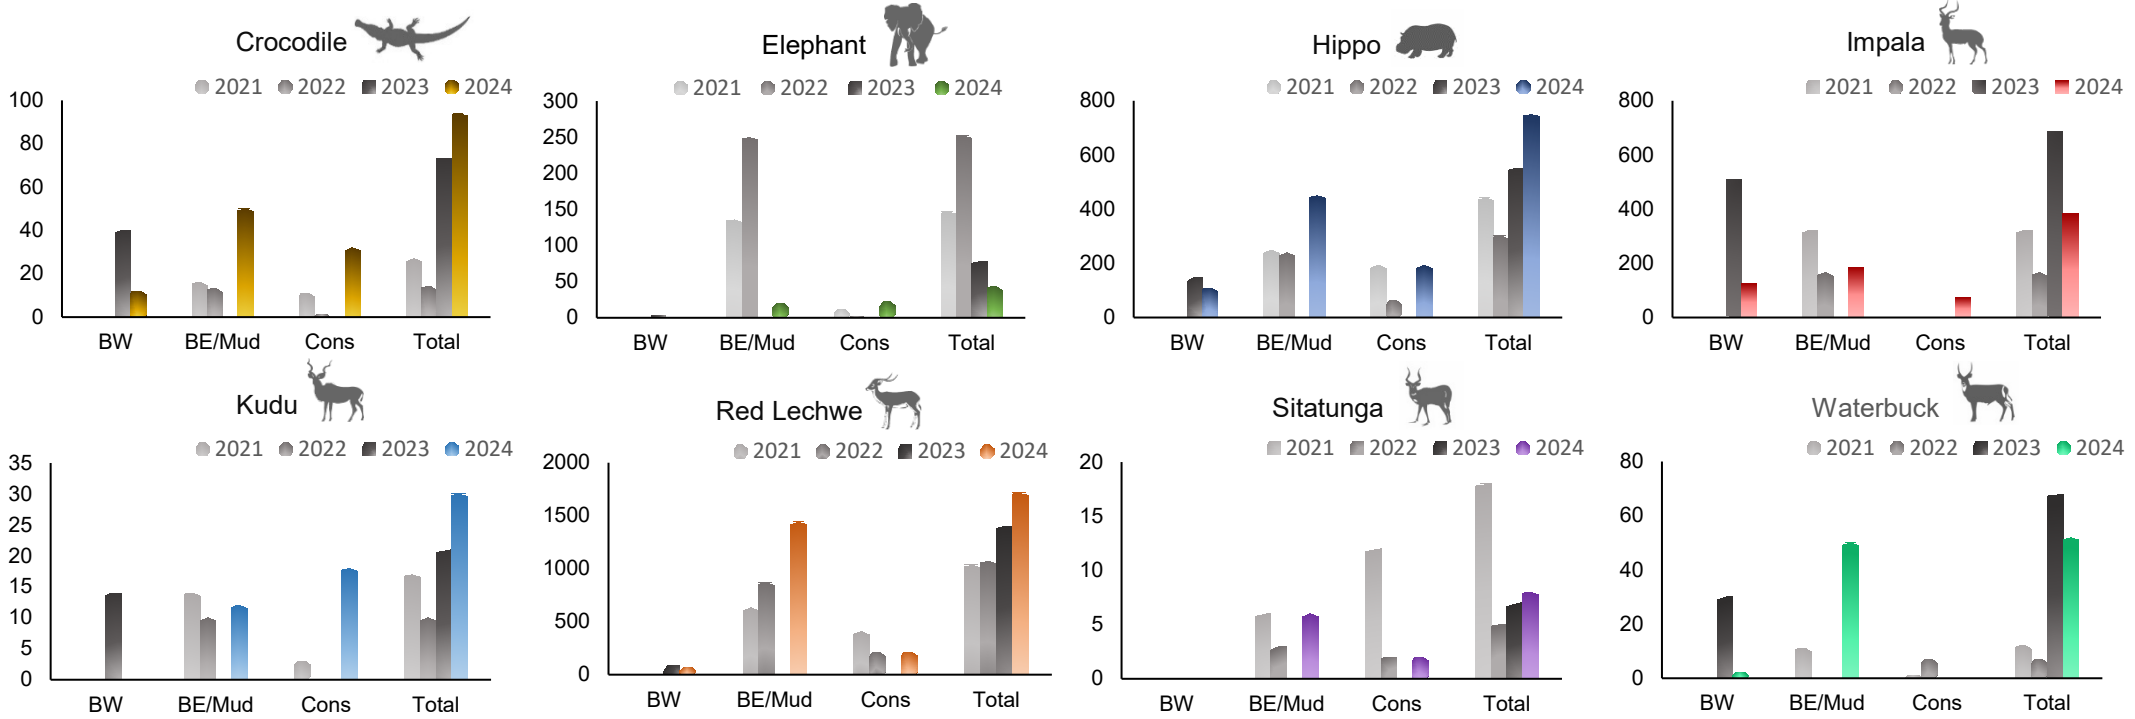 Crocodile
2021 2022 2023 2024
100
80
60
40
20
0
BW BE/Mud Cons Total
Elephant
2021 2022 2023 2024
300
250
200
150
100
50
0
BW BE/Mud Cons Total
Hippo
2021 2022 2023 2024
800
600
400
200
0
BW BE/Mud Cons Total
Impala
2021 2022 2023 2024
800
600
400
200
0
BW BE/Mud Cons Total
Kudu
2021 2022 2023 2024
35
30
25
20
15
10
5
0
BW BE/Mud Cons Total
Red Lechwe
2021 2022 2023 2024
2000
1500
1000
500
0
BW BE/Mud Cons Total
Sitatunga
2021 2022 2023 2024
20
15
10
5
0
BW BE/Mud Cons Total
Waterbuck
2021 2022 2023 2024
80
60
40
20
0
BW BE/Mud Cons Total